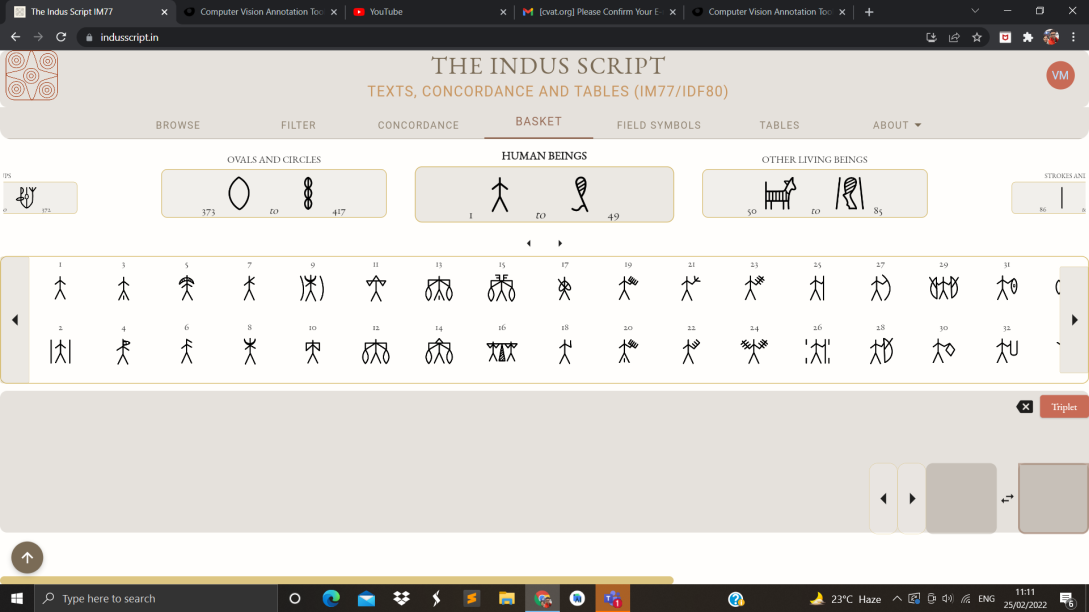 The Indus Script IM77
Computer Vision Annotation Too
YouTube
[cvat.org] Please Confirm Your E-
Computer Vision Annotation Too
indusscript.in
THE INDUS SCRIPT
TEXTS, CONCORDANCE AND TABLES (IM77/IDF80)
VM
BROWSE FILTER CONCORDANCE BASKET FIELD SYMBOLS TABLES ABOUT
OVALS AND CIRCLES
373 to 417
HUMAN BEINGS
1 to 49
OTHER LIVING BEINGS
50 to 85
STROKES AND
86
372
1 3 5 7 9 11 13 15 17 19 21 23 25 27 29 31
2 4 6 8 10 12 14 16 18 20 22 24 26 28 30 32
Triplet
Type here to search
23°C Haze
ENG
11:11
25/02/2022
1
6